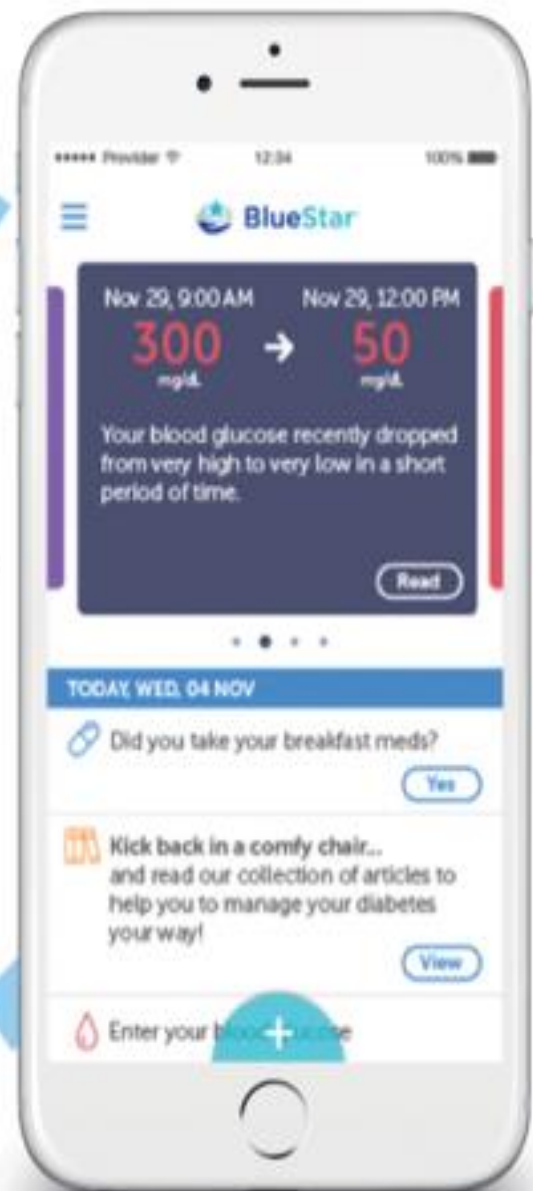 Provider 12:34 100%
BlueStar
Nov 29, 9:00 AM Nov 29, 12:00 PM
300 → 50
mg/dL mg/dL
Your blood glucose recently dropped
from very high to very low in a short
period of time.
Read
TODAY, WED, 04 NOV
Did you take your breakfast meds?
Yes
Kick back in a comfy chair...
and read our collection of articles to
help you to manage your diabetes
your way!
View
Enter your blood glucose
+